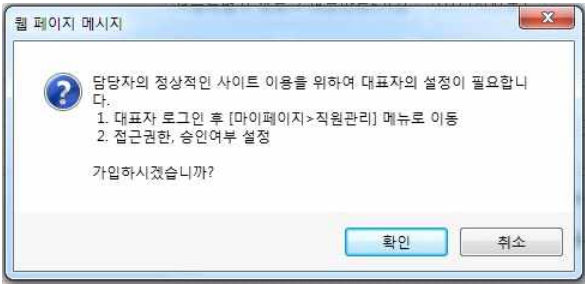 웹 페이지 메시지
담당자의 정상적인 사이트 이용을 위하여 대표자의 설정이 필요합니
다.
1. 대표자 로그인 후 [마이페이지>직원관리] 메뉴로 이동
2. 접근권한, 승인여부 설정
가입하시겠습니까?
확인
취소